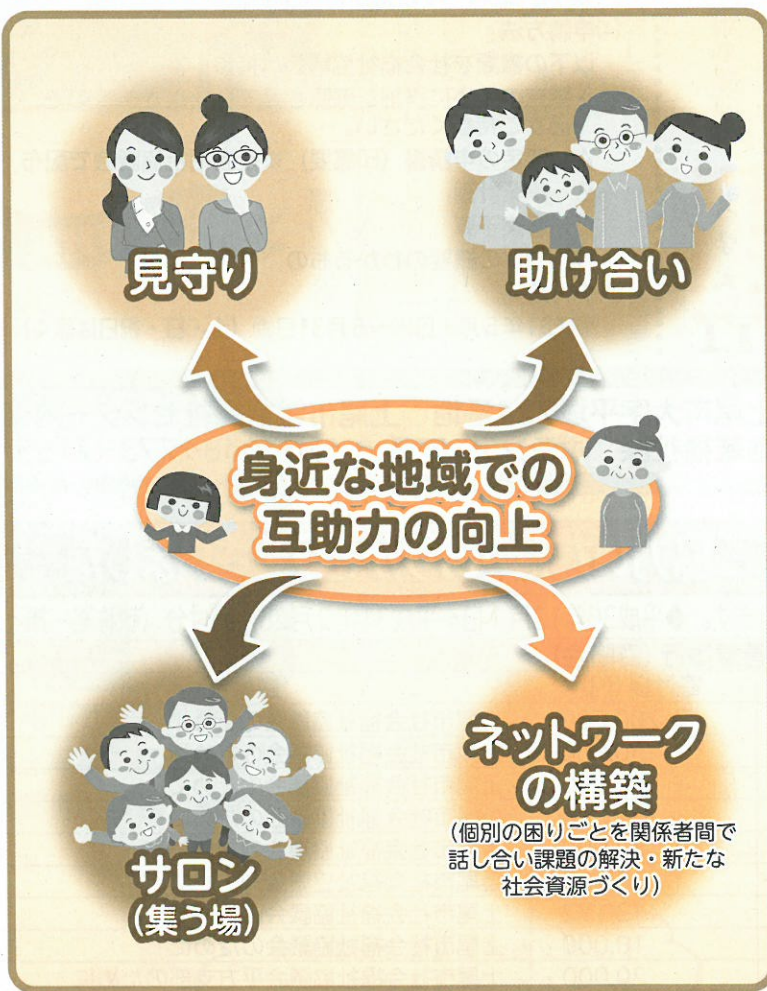 見守り
助け合い
身近な地域での
互助力の向上
サロン
(集う場)
ネットワーク
の構築
(個別の困りごとを関係者間で
話し合い課題の解決・新たな
社会資源づくり)